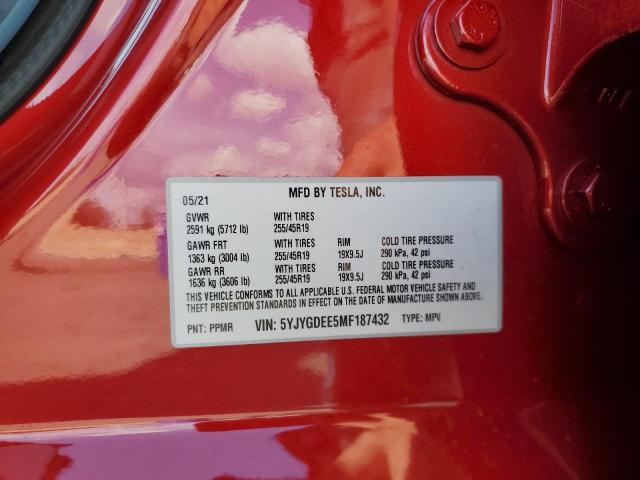 05/21 MFD BY TESLA, INC.
GVWR WITH TIRES
2591 kg (5712 lb) 255/45R19
GAWR FRT WITH TIRES RIM COLD TIRE PRESSURE
1363 kg (3004 lb) 255/45R19 19X9.5J 290 kPa, 42 psi
GAWR RR WITH TIRES RIM COLD TIRE PRESSURE
1636 kg (3606 lb) 255/45R19 19X9.5J 290 kPa, 42 psi
THIS VEHICLE CONFORMS TO ALL APPLICABLE U.S. FEDERAL MOTOR VEHICLE SAFETY AND
THEFT PREVENTION STANDARDS IN EFFECT ON THE DATE OF MANUFACTURE SHOWN ABOVE.
PNT: PPMR VIN: 5YJYGDEE5MF187432 TYPE: MPV